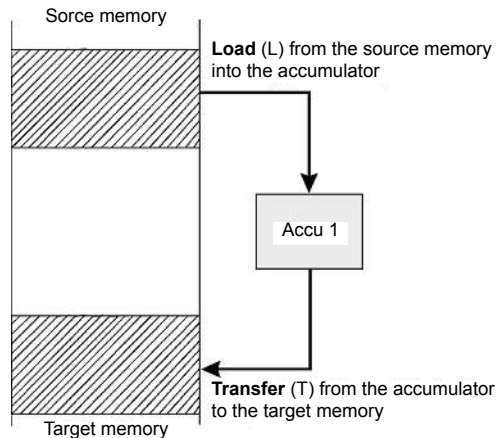 Sorce memory
Load (L) from the source memory
into the accumulator
Accu 1
Transfer (T) from the accumulator
to the target memory
Target memory